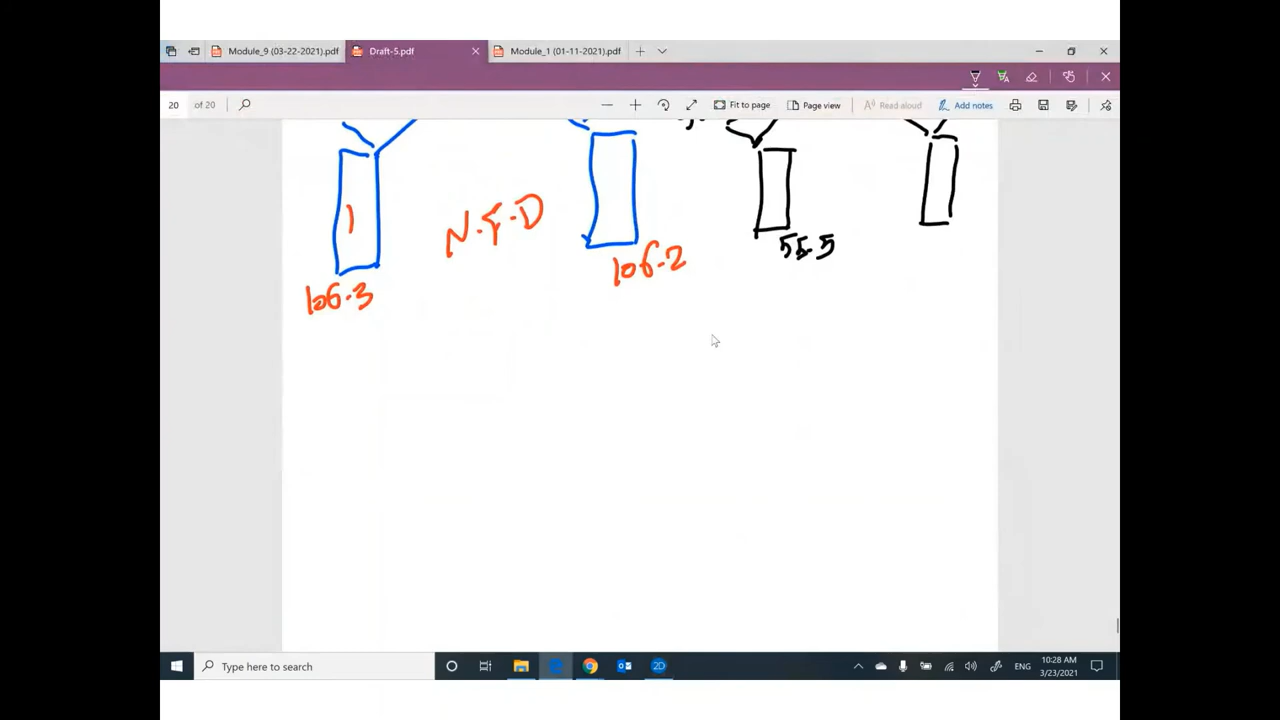 Module_9 (03-22-2021).pdf
Draft-5.pdf
Module_1 (01-11-2021).pdf
20 of 20
Fit to page
Page view
Read aloud
Add notes
1
N.F.D
106.3
106.2
55.5
Type here to search
2D
ENG
10:28 AM
3/23/2021